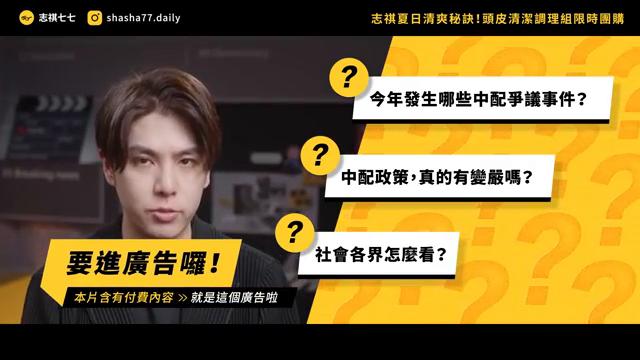 志祺七七
shasha77.daily
志祺夏日清爽秘訣!頭皮清潔調理組限時團購
? 今年發生哪些中配爭議事件?
? 中配政策,真的有變嚴嗎?
? 社會各界怎麼看?
要進廣告囉!
本片含有付費內容 >> 就是這個廣告啦